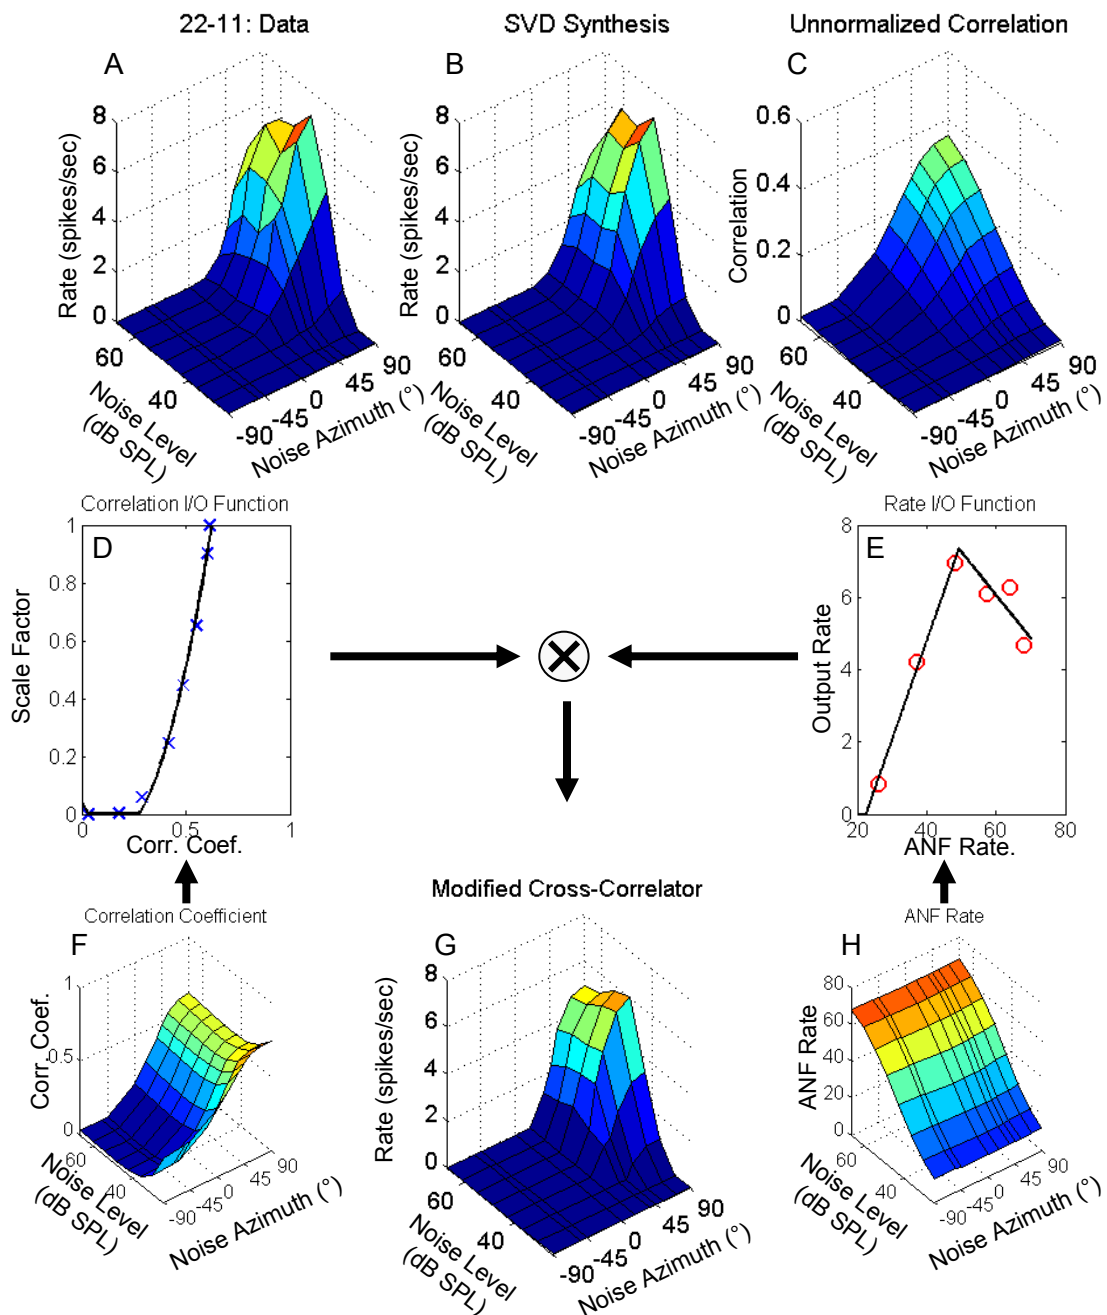 22-11: Data
SVD Synthesis
Unnormalized Correlation
A
B
C
8
6
4
2
0
Rate (spikes/sec)
60
40
Noise Level
(dB SPL)
-90
-45
0
45
90
Noise Azimuth (°)
8
6
4
2
0
Rate (spikes/sec)
60
40
Noise Level
(dB SPL)
-90
-45
0
45
90
Noise Azimuth (°)
0.6
0.4
0.2
0
Correlation
60
40
Noise Level
(dB SPL)
-90
-45
0
45
90
Noise Azimuth (°)
Correlation I/O Function
D
1
0.8
0.6
0.4
0.2
0
Scale Factor
0
0.5
1
Corr. Coef.
Rate I/O Function
E
8
6
4
2
0
Output Rate
20
40
60
80
ANF Rate.
Correlation Coefficient
F
1
0.5
0
Corr. Coef.
60
40
Noise Level
(dB SPL)
-90
-45
0
45
90
Noise Azimuth (°)
Modified Cross-Correlator
G
8
6
4
2
0
Rate (spikes/sec)
60
40
Noise Level
(dB SPL)
-90
-45
0
45
90
Noise Azimuth (°)
ANF Rate
H
80
60
40
20
0
ANF Rate
60
40
Noise Level
(dB SPL)
-90
-45
0
45
90
Noise Azimuth (°)